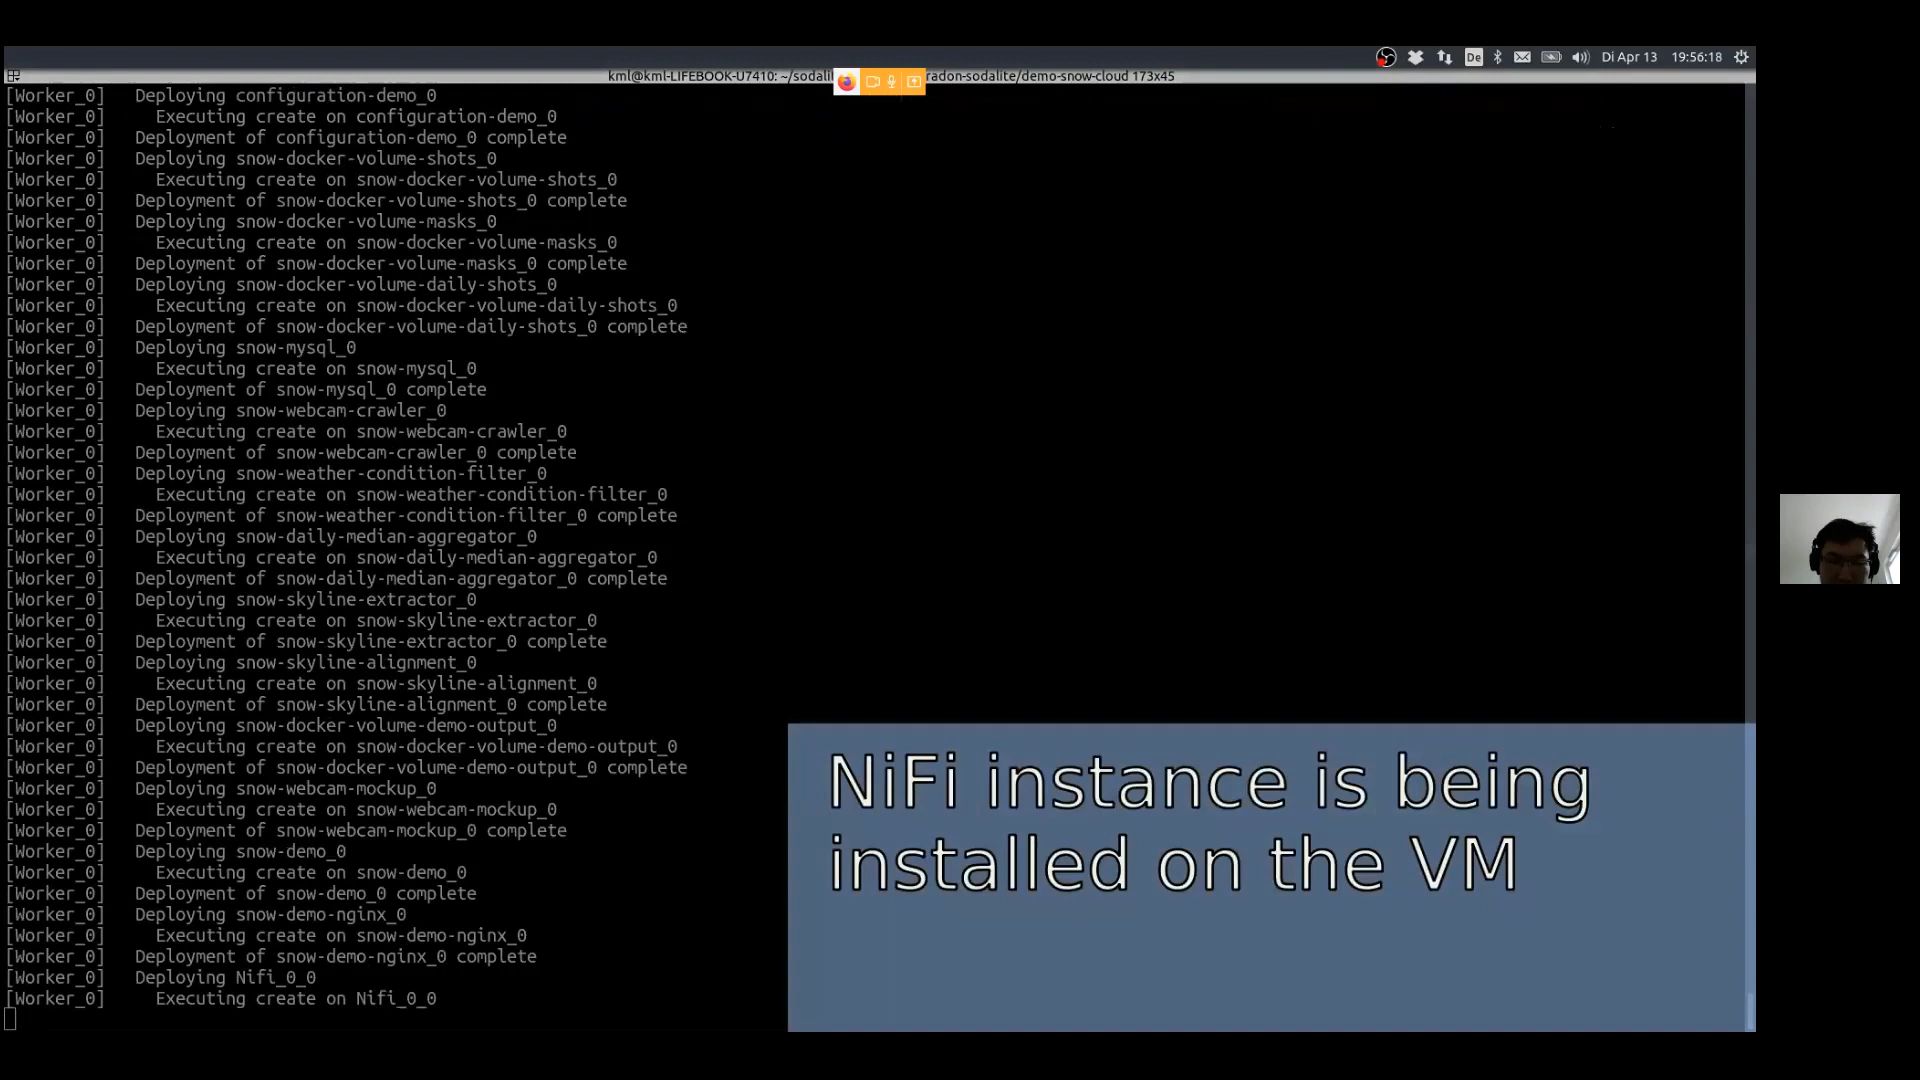 De Di Apr 13 19:56:18
kml@kml-LIFEBOOK-U7410: ~/sodali radon-sodalite/demo-snow-cloud 173x45
[Worker_0] Deploying configuration-demo_0
[Worker_0] Executing create on configuration-demo_0
[Worker_0] Deployment of configuration-demo_0 complete
[Worker_0] Deploying snow-docker-volume-shots_0
[Worker_0] Executing create on snow-docker-volume-shots_0
[Worker_0] Deployment of snow-docker-volume-shots_0 complete
[Worker_0] Deploying snow-docker-volume-masks_0
[Worker_0] Executing create on snow-docker-volume-masks_0
[Worker_0] Deployment of snow-docker-volume-masks_0 complete
[Worker_0] Deploying snow-docker-volume-daily-shots_0
[Worker_0] Executing create on snow-docker-volume-daily-shots_0
[Worker_0] Deployment of snow-docker-volume-daily-shots_0 complete
[Worker_0] Deploying snow-mysql_0
[Worker_0] Executing create on snow-mysql_0
[Worker_0] Deployment of snow-mysql_0 complete
[Worker_0] Deploying snow-webcam-crawler_0
[Worker_0] Executing create on snow-webcam-crawler_0
[Worker_0] Deployment of snow-webcam-crawler_0 complete
[Worker_0] Deploying snow-weather-condition-filter_0
[Worker_0] Executing create on snow-weather-condition-filter_0
[Worker_0] Deployment of snow-weather-condition-filter_0 complete
[Worker_0] Deploying snow-daily-median-aggregator_0
[Worker_0] Executing create on snow-daily-median-aggregator_0
[Worker_0] Deployment of snow-daily-median-aggregator_0 complete
[Worker_0] Deploying snow-skyline-extractor_0
[Worker_0] Executing create on snow-skyline-extractor_0
[Worker_0] Deployment of snow-skyline-extractor_0 complete
[Worker_0] Deploying snow-skyline-alignment_0
[Worker_0] Executing create on snow-skyline-alignment_0
[Worker_0] Deployment of snow-skyline-alignment_0 complete
[Worker_0] Deploying snow-docker-volume-demo-output_0
[Worker_0] Executing create on snow-docker-volume-demo-output_0
[Worker_0] Deployment of snow-docker-volume-demo-output_0 complete
[Worker_0] Deploying snow-webcam-mockup_0
[Worker_0] Executing create on snow-webcam-mockup_0
[Worker_0] Deployment of snow-webcam-mockup_0 complete
[Worker_0] Deploying snow-demo_0
[Worker_0] Executing create on snow-demo_0
[Worker_0] Deployment of snow-demo_0 complete
[Worker_0] Deploying snow-demo-nginx_0
[Worker_0] Executing create on snow-demo-nginx_0
[Worker_0] Deployment of snow-demo-nginx_0 complete
[Worker_0] Deploying Nifi_0_0
[Worker_0] Executing create on Nifi_0_0
NiFi instance is being
installed on the VM